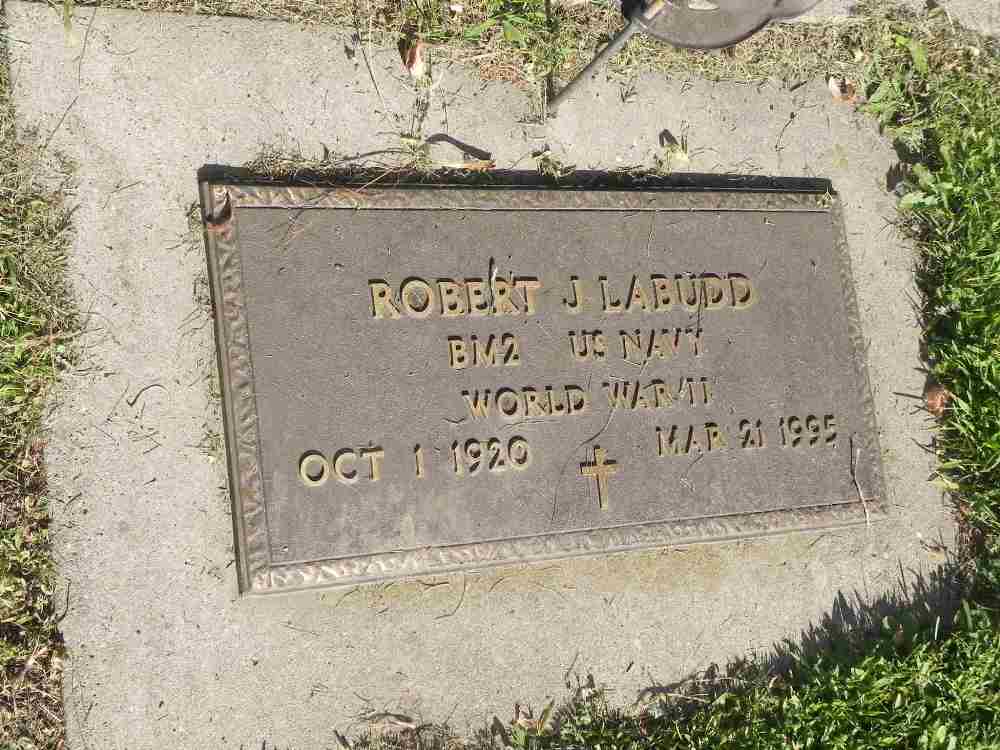 ROBERT J LABUDD
BM2 US NAVY
WORLD WAR II
OCT 1 1920 MAR 21 1995